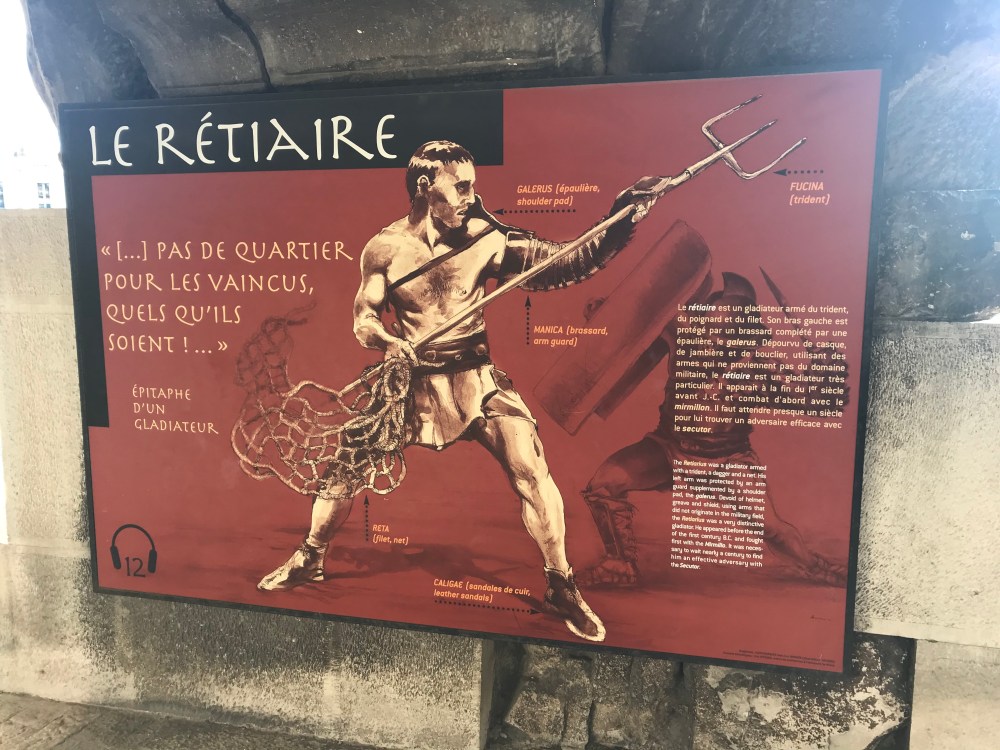 LE RÉTIAIRE
« [...] PAS DE QUARTIER
POUR LES VAINCUS,
QUELS QU'ILS
SOIENT ! ... »
ÉPITAPHE
D'UN
GLADIATEUR
GALERUS (épaulière,
shoulder pad)
FUCINA
(trident)
MANICA (brassard,
arm guard)
Le rétiaire est un gladiateur armé du trident,
du poignard et du filet. Son bras gauche est
protégé par un brassard complété par une
épaulière, le galerus. Dépourvu de casque,
de jambière et de bouclier, utilisant des
armes qui ne proviennent pas du domaine
militaire, le rétiaire est un gladiateur très
particulier. Il apparaît à la fin du Ier siècle
avant J.-C. et combat d'abord avec le
mirmillon. Il faut attendre presque un siècle
pour lui trouver un adversaire efficace avec
le secutor.
The Retiarius was a gladiator armed
with a trident, a dagger and a net. His
left arm was protected by an arm
guard supplemented by a shoulder
pad, the galerus. Devoid of helmet,
greave and shield, using arms that
did not originate in the military field,
the Retiarius was a very distinctive
gladiator. He appeared before the end
of the first century B.C. and fought
first with the Mirmillo. It was neces-
sary to wait nearly a century to find
him an effective adversary with
the Secutor.
RETA
(filet, net)
CALIGAE (sandales de cuir,
leather sandals)
12